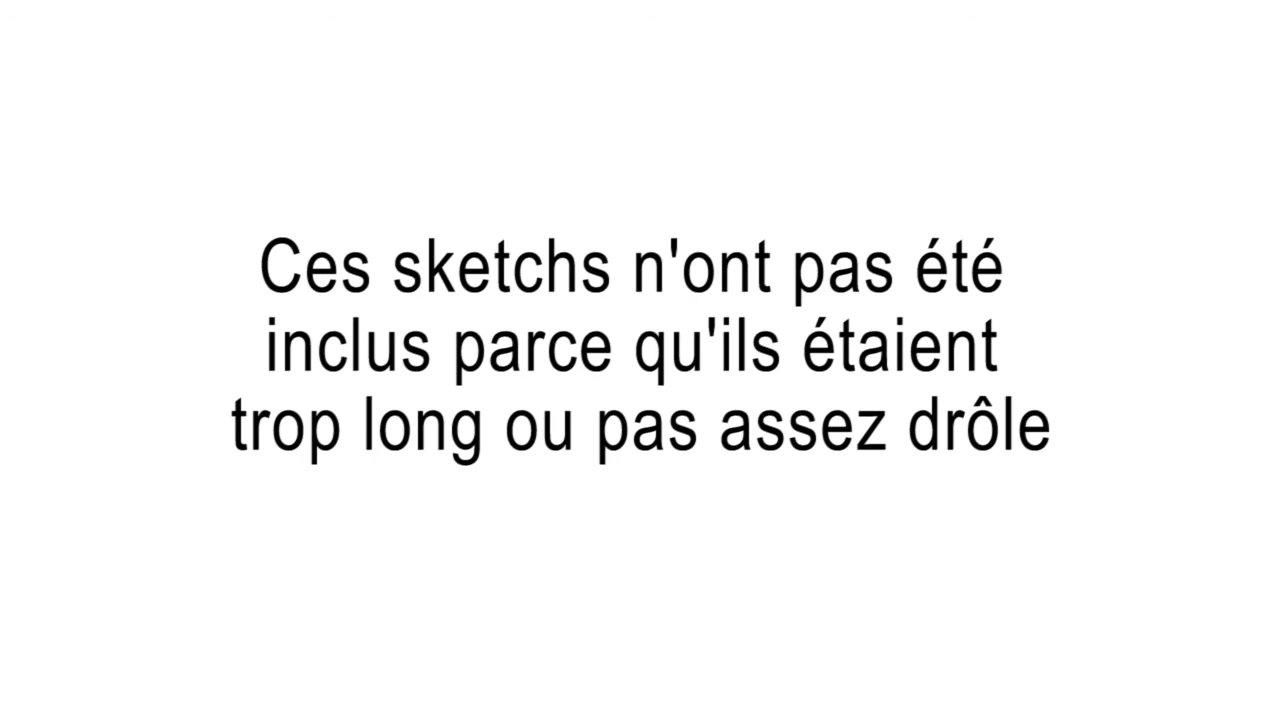 Ces sketchs n'ont pas été
inclus parce qu'ils étaient
trop long ou pas assez drôle